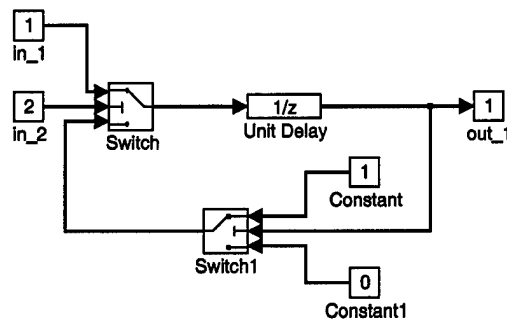 1
in_1
2
in_2
Switch
1/z
Unit Delay
1
out_1
1
Constant
Switch1
0
Constant1